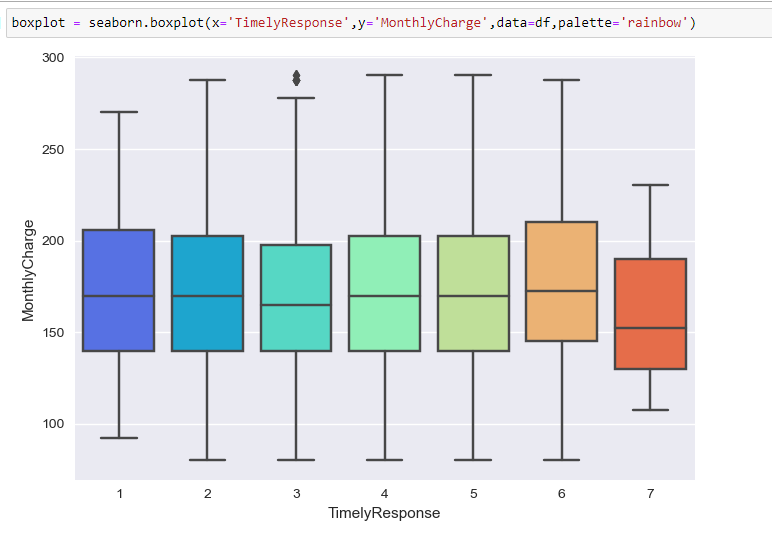 boxplot = seaborn.boxplot(x='TimelyResponse',y='MonthlyCharge',data=df,palette='rainbow')
300
250
200
150
100
MonthlyCharge
1 2 3 4 5 6 7
TimelyResponse